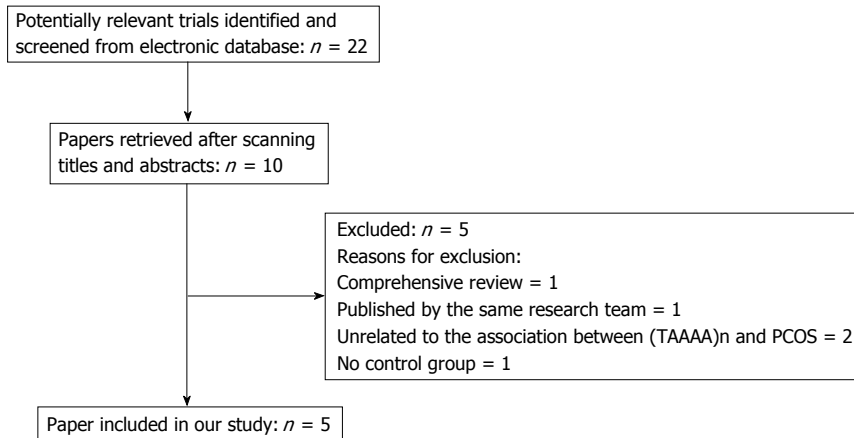 Potentially relevant trials identified and
screened from electronic database: n = 22
Papers retrieved after scanning
titles and abstracts: n = 10
Excluded: n = 5
Reasons for exclusion:
Comprehensive review = 1
Published by the same research team = 1
Unrelated to the association between (TAAAA)n and PCOS = 2
No control group = 1
Paper included in our study: n = 5